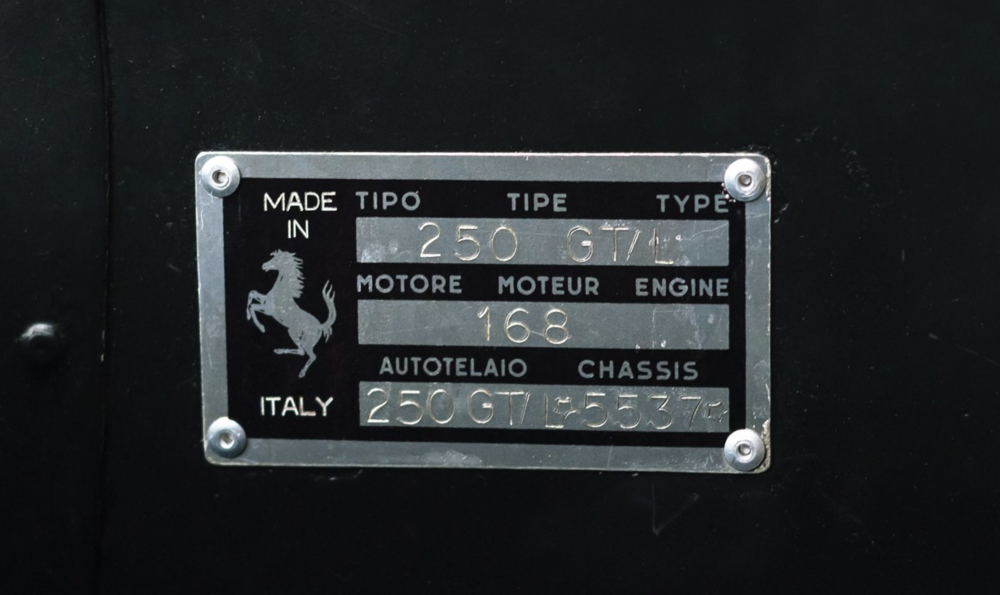 MADE IN
TIPO TIPE TYPE
250 GT/L
MOTORE MOTEUR ENGINE
168
AUTOTELAIO CHASSIS
ITALY
250 GT/L 5537